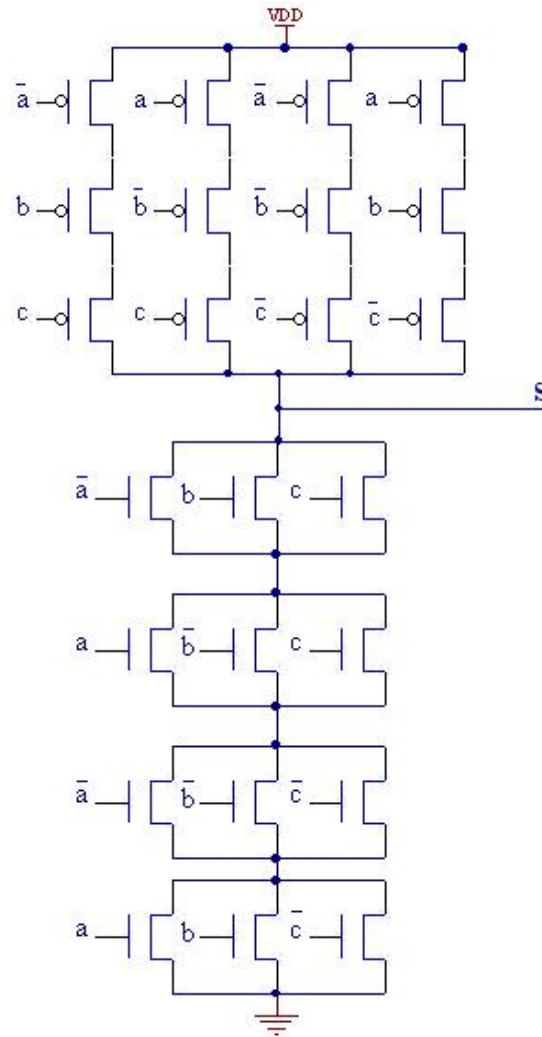 VDD
a̅ a a̅ a
b b̅ b̅ b
c c c̅ c̅
S
a̅ b c
a b̅ c
a̅ b̅ c̅
a b c̅